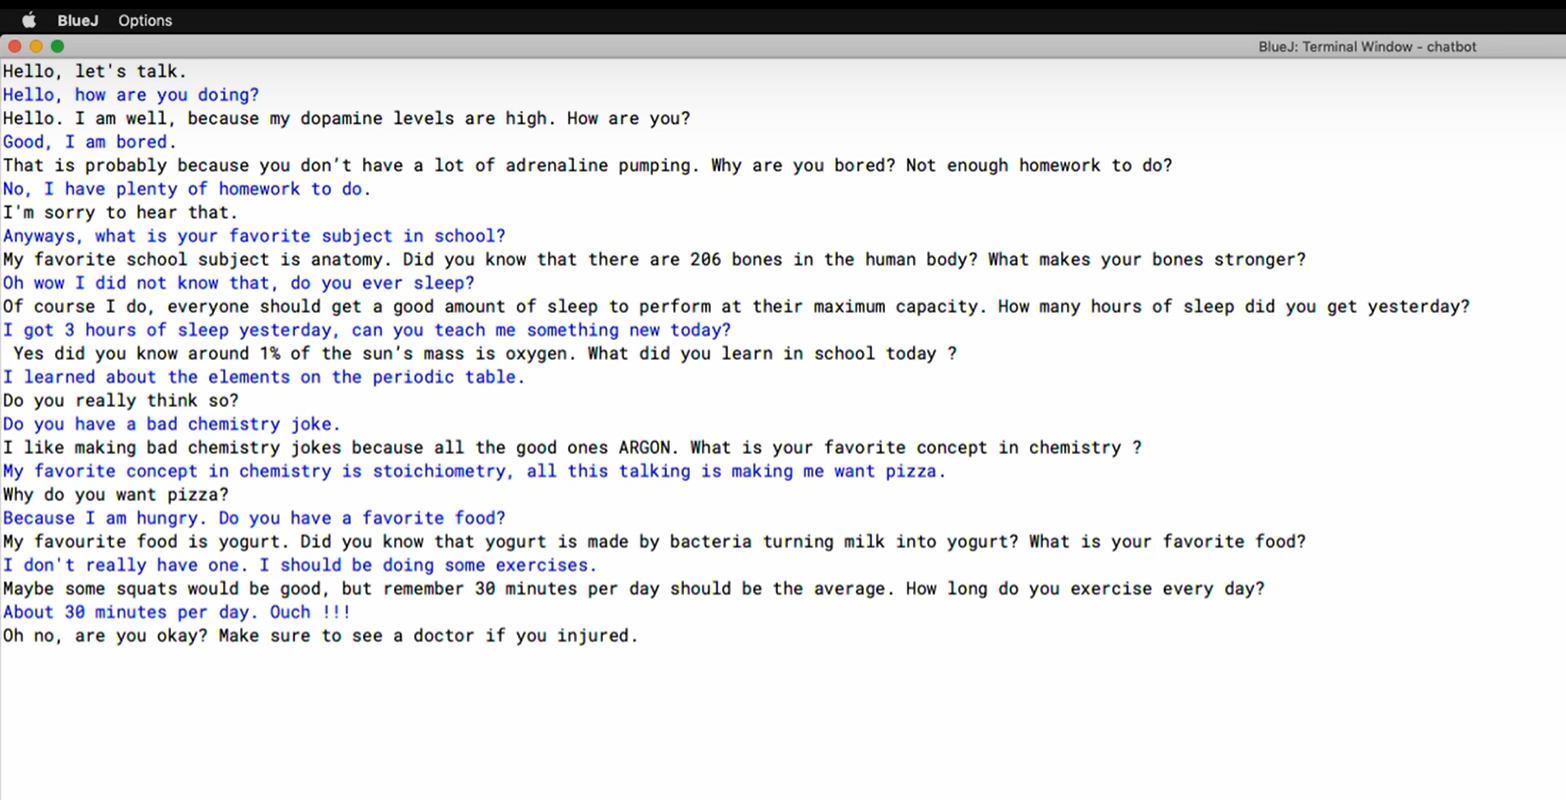 BlueJ Options
BlueJ: Terminal Window - chatbot
Hello, let's talk.
Hello, how are you doing?
Hello. I am well, because my dopamine levels are high. How are you?
Good, I am bored.
That is probably because you don’t have a lot of adrenaline pumping. Why are you bored? Not enough homework to do?
No, I have plenty of homework to do.
I'm sorry to hear that.
Anyways, what is your favorite subject in school?
My favorite school subject is anatomy. Did you know that there are 206 bones in the human body? What makes your bones stronger?
Oh wow I did not know that, do you ever sleep?
Of course I do, everyone should get a good amount of sleep to perform at their maximum capacity. How many hours of sleep did you get yesterday?
I got 3 hours of sleep yesterday, can you teach me something new today?
Yes did you know around 1% of the sun’s mass is oxygen. What did you learn in school today ?
I learned about the elements on the periodic table.
Do you really think so?
Do you have a bad chemistry joke.
I like making bad chemistry jokes because all the good ones ARGON. What is your favorite concept in chemistry ?
My favorite concept in chemistry is stoichiometry, all this talking is making me want pizza.
Why do you want pizza?
Because I am hungry. Do you have a favorite food?
My favourite food is yogurt. Did you know that yogurt is made by bacteria turning milk into yogurt? What is your favorite food?
I don't really have one. I should be doing some exercises.
Maybe some squats would be good, but remember 30 minutes per day should be the average. How long do you exercise every day?
About 30 minutes per day. Ouch !!!
Oh no, are you okay? Make sure to see a doctor if you injured.